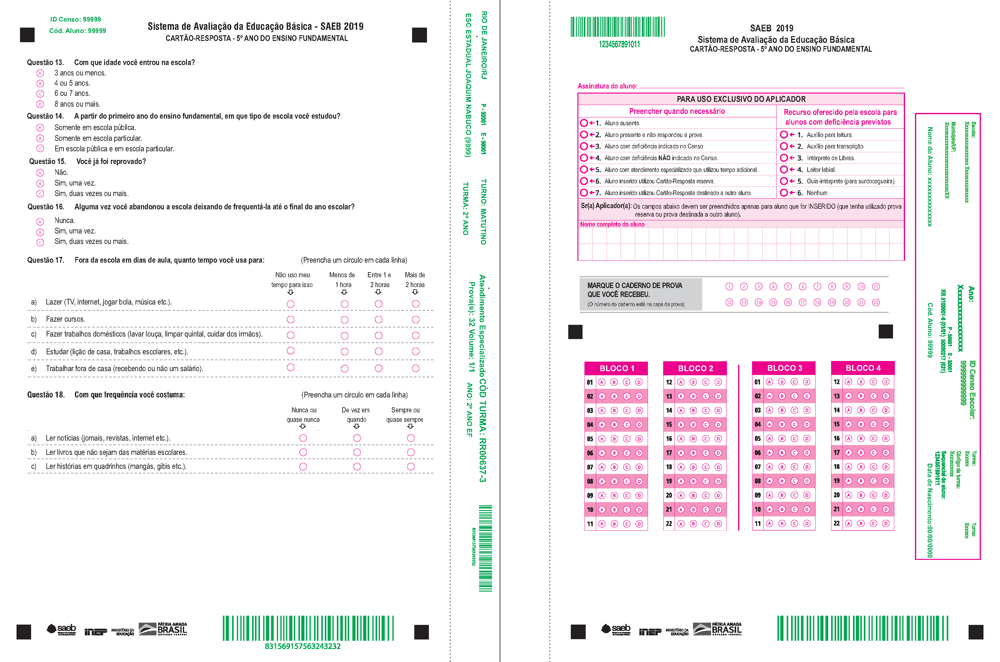 ID Censo: 99999
Cód. Aluno: 99999
Sistema de Avaliação da Educação Básica - SAEB 2019
CARTÃO-RESPOSTA - 5º ANO DO ENSINO FUNDAMENTAL
Questão 13. Com que idade você entrou na escola?
A 3 anos ou menos.
B 4 ou 5 anos.
C 6 ou 7 anos.
D 8 anos ou mais.
Questão 14. A partir do primeiro ano do ensino fundamental, em que tipo de escola você estudou?
A Somente em escola pública.
B Somente em escola particular.
C Em escola pública e em escola particular.
Questão 15. Você já foi reprovado?
A Não.
B Sim, uma vez.
C Sim, duas vezes ou mais.
Questão 16. Alguma vez você abandonou a escola deixando de frequentá-la até o final do ano escolar?
A Nunca.
B Sim, uma vez.
C Sim, duas vezes ou mais.
Questão 17. Fora da escola em dias de aula, quanto tempo você usa para: (Preencha um círculo em cada linha)
Não uso meu Menos de Entre 1 e Mais de
tempo para isso 1 hora 2 horas 2 horas
a) Lazer (TV, internet, jogar bola, música etc.).
b) Fazer cursos.
c) Fazer trabalhos domésticos (lavar louça, limpar quintal, cuidar dos irmãos).
d) Estudar (lição de casa, trabalhos escolares, etc.).
e) Trabalhar fora de casa (recebendo ou não um salário).
Questão 18. Com que frequência você costuma: (Preencha um círculo em cada linha)
Nunca ou De vez em Sempre ou
quase nunca quando quase sempre
a) Ler notícias (jornais, revistas, internet etc.).
b) Ler livros que não sejam das matérias escolares.
c) Ler histórias em quadrinhos (mangás, gibis etc.).
saeb
Sistema de Avaliação
da Educação Básica
INEP
MINISTÉRIO DA
EDUCAÇÃO
PÁTRIA AMADA
BRASIL
GOVERNO FEDERAL
831569157563243232
RIO DE JANEIRO/RJ P - 50001 E - 50001 TURNO: MATUTINO Atendimento Especializado CÓD TURMA: RR00637-3
ESC ESTADUAL JOAQUIM NABUCO (9999) TURMA: 2º ANO Prova(s): 32 Volume: 1/1 ANO: 2º ANO EF
831569157563243232
1234567891011
SAEB 2019
Sistema de Avaliação da Educação Básica
CARTÃO-RESPOSTA - 5º ANO DO ENSINO FUNDAMENTAL
Assinatura do aluno:
PARA USO EXCLUSIVO DO APLICADOR
Preencher quando necessário
1. Aluno ausente.
2. Aluno presente e não respondeu a prova.
3. Aluno com deficiência indicado no Censo.
4. Aluno com deficiência NÃO indicado no Censo.
5. Aluno com atendimento especializado que utilizou tempo adicional.
6. Aluno inserido utilizou Cartão-Resposta reserva.
7. Aluno inserido utilizou Cartão-Resposta destinado a outro aluno.
Recurso oferecido pela escola para
alunos com deficiência previstos
1. Auxílio para leitura.
2. Auxílio para transcrição.
3. Intérprete de Libras.
4. Leitor labial.
5. Guia-intérprete (para surdocegueira).
6. Nenhum.
Sr(a) Aplicador(a): Os campos abaixo devem ser preenchidos apenas para aluno que for INSERIDO (que tenha utilizado prova
reserva ou prova destinada a outro aluno).
Nome completo do aluno
MARQUE O CADERNO DE PROVA
QUE VOCÊ RECEBEU.
(O número do caderno está na capa da prova)
1 2 3 4 5 6 7 8 9 10 11
12 13 14 15 16 17 18 19 20 21 22
BLOCO 1 BLOCO 2 BLOCO 3 BLOCO 4
01 A B C D 12 A B C D 01 A B C D 12 A B C D
02 A B C D 13 A B C D 02 A B C D 13 A B C D
03 A B C D 14 A B C D 03 A B C D 14 A B C D
04 A B C D 15 A B C D 04 A B C D 15 A B C D
05 A B C D 16 A B C D 05 A B C D 16 A B C D
06 A B C D 17 A B C D 06 A B C D 17 A B C D
07 A B C D 18 A B C D 07 A B C D 18 A B C D
08 A B C D 19 A B C D 08 A B C D 19 A B C D
09 A B C D 20 A B C D 09 A B C D 20 A B C D
10 A B C D 21 A B C D 10 A B C D 21 A B C D
11 A B C D 22 A B C D 11 A B C D 22 A B C D
saeb
Sistema de Avaliação
da Educação Básica
INEP
MINISTÉRIO DA
EDUCAÇÃO
PÁTRIA AMADA
BRASIL
GOVERNO FEDERAL
Escola:
Município/UF:
Nome do Aluno:
Ano:
RR 5100001-6 (01/01) 50000217 (021)
P - 50001 E - 50001
Cód. Aluno: 99999
ID Censo Escolar:
Turma:
Xxxxxx
Código da turma:
Sequencial do aluno:
1234567891011
Data de Nascimento:00/00/0000
Turno:
Xxxxxx